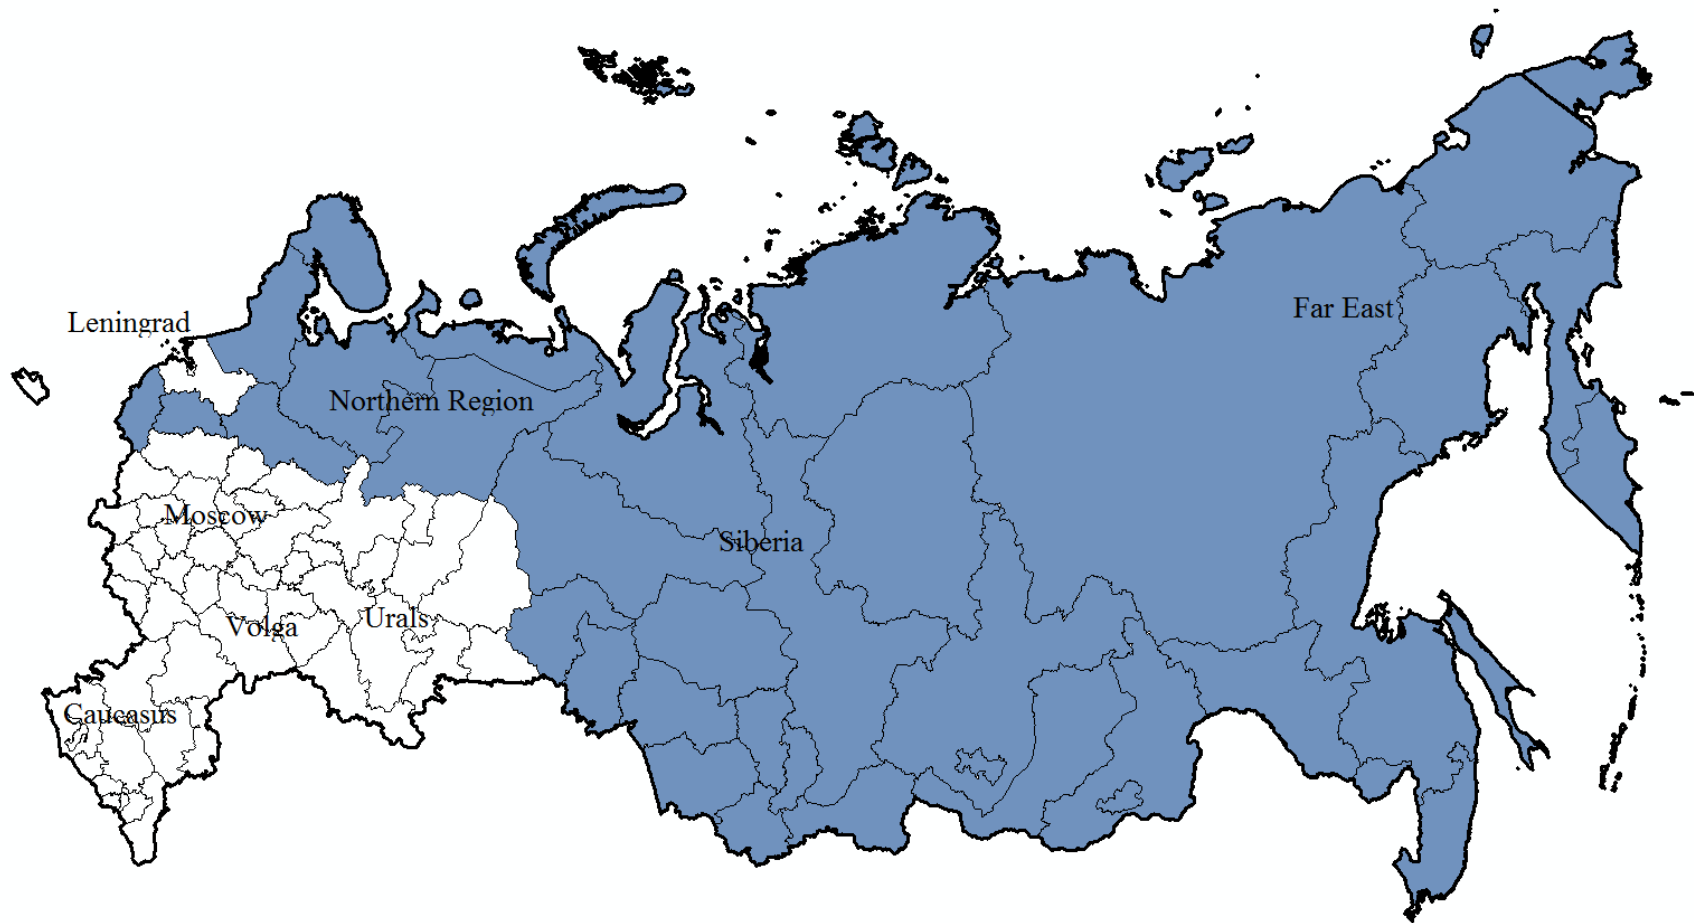 Leningrad
Far East
Northern Region
Moscow
Siberia
Volga
Urals
Caucasus